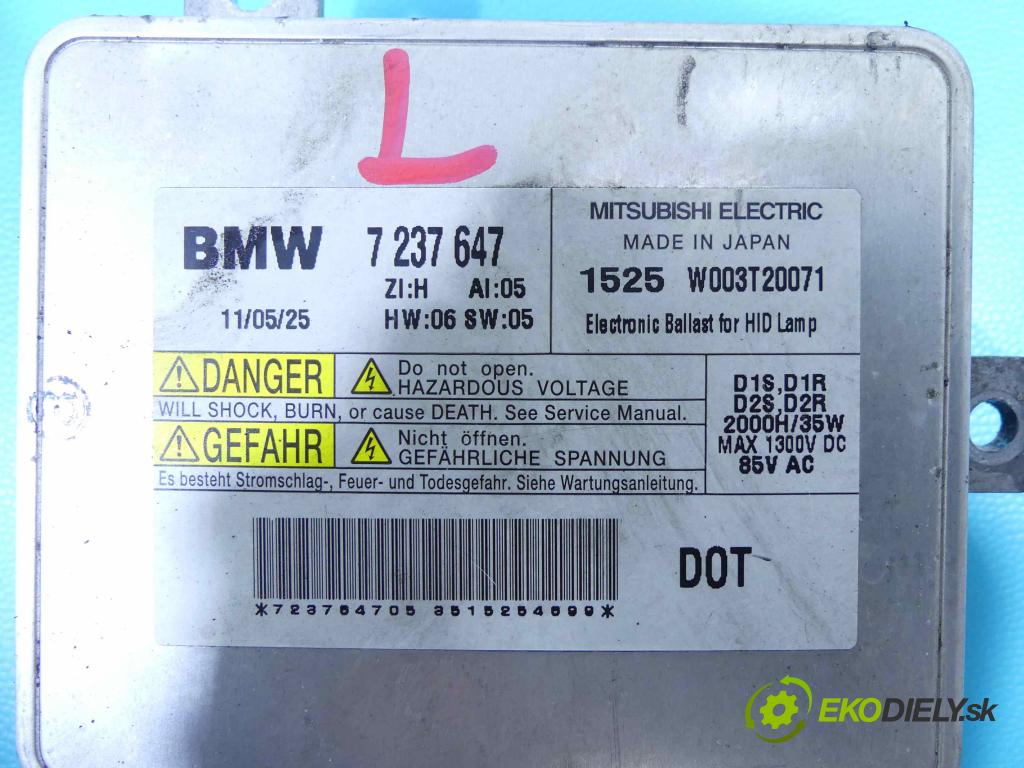 L
BMW 7 237 647
ZI:H AI:05
11/05/25 HW:06 SW:05
MITSUBISHI ELECTRIC
MADE IN JAPAN
1525 W003T20071
Electronic Ballast for HID Lamp
DANGER Do not open.
HAZARDOUS VOLTAGE
WILL SHOCK, BURN, or cause DEATH. See Service Manual.
GEFAHR Nicht öffnen.
GEFÄHRLICHE SPANNUNG
Es besteht Stromschlag-, Feuer- und Todesgefahr. Siehe Wartungsanleitung.
D1S,D1R
D2S,D2R
2000H/35W
MAX 1300V DC
85V AC
*723764705 3515254699*
DOT
EKODIELY.sk